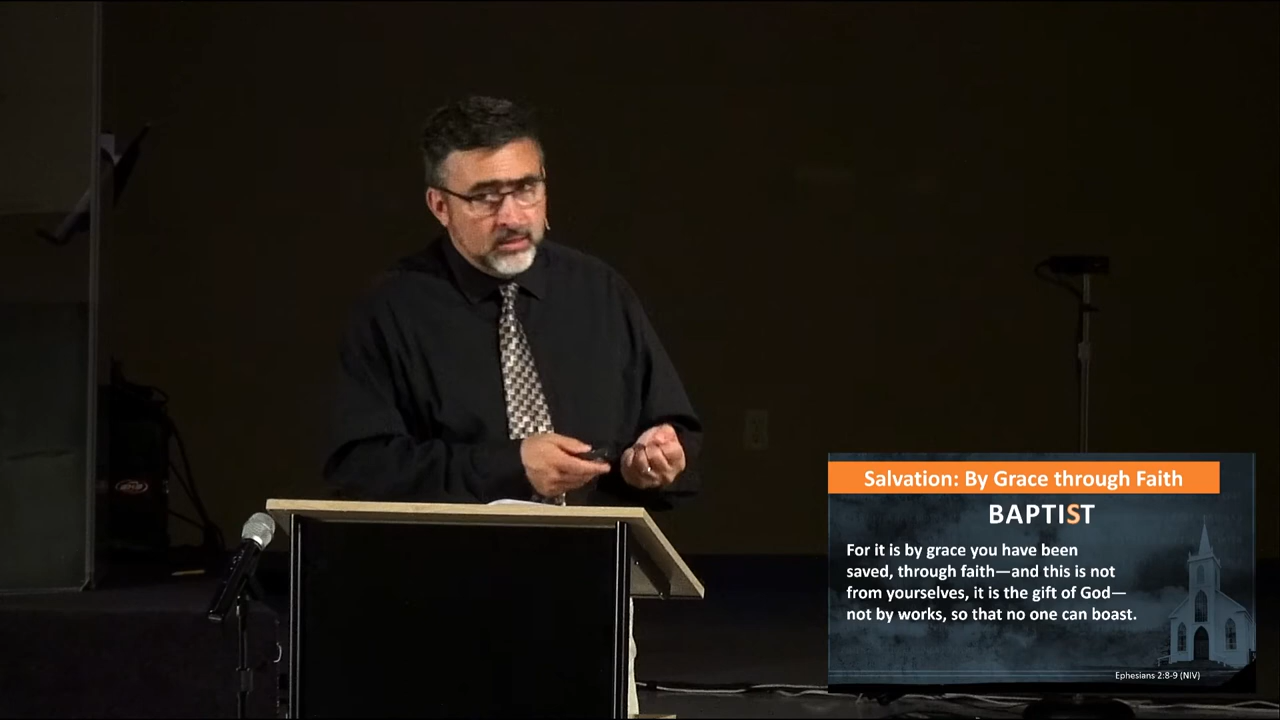 Salvation: By Grace through Faith
BAPTIST
For it is by grace you have been
saved, through faith—and this is not
from yourselves, it is the gift of God—
not by works, so that no one can boast.
Ephesians 2:8-9 (NIV)